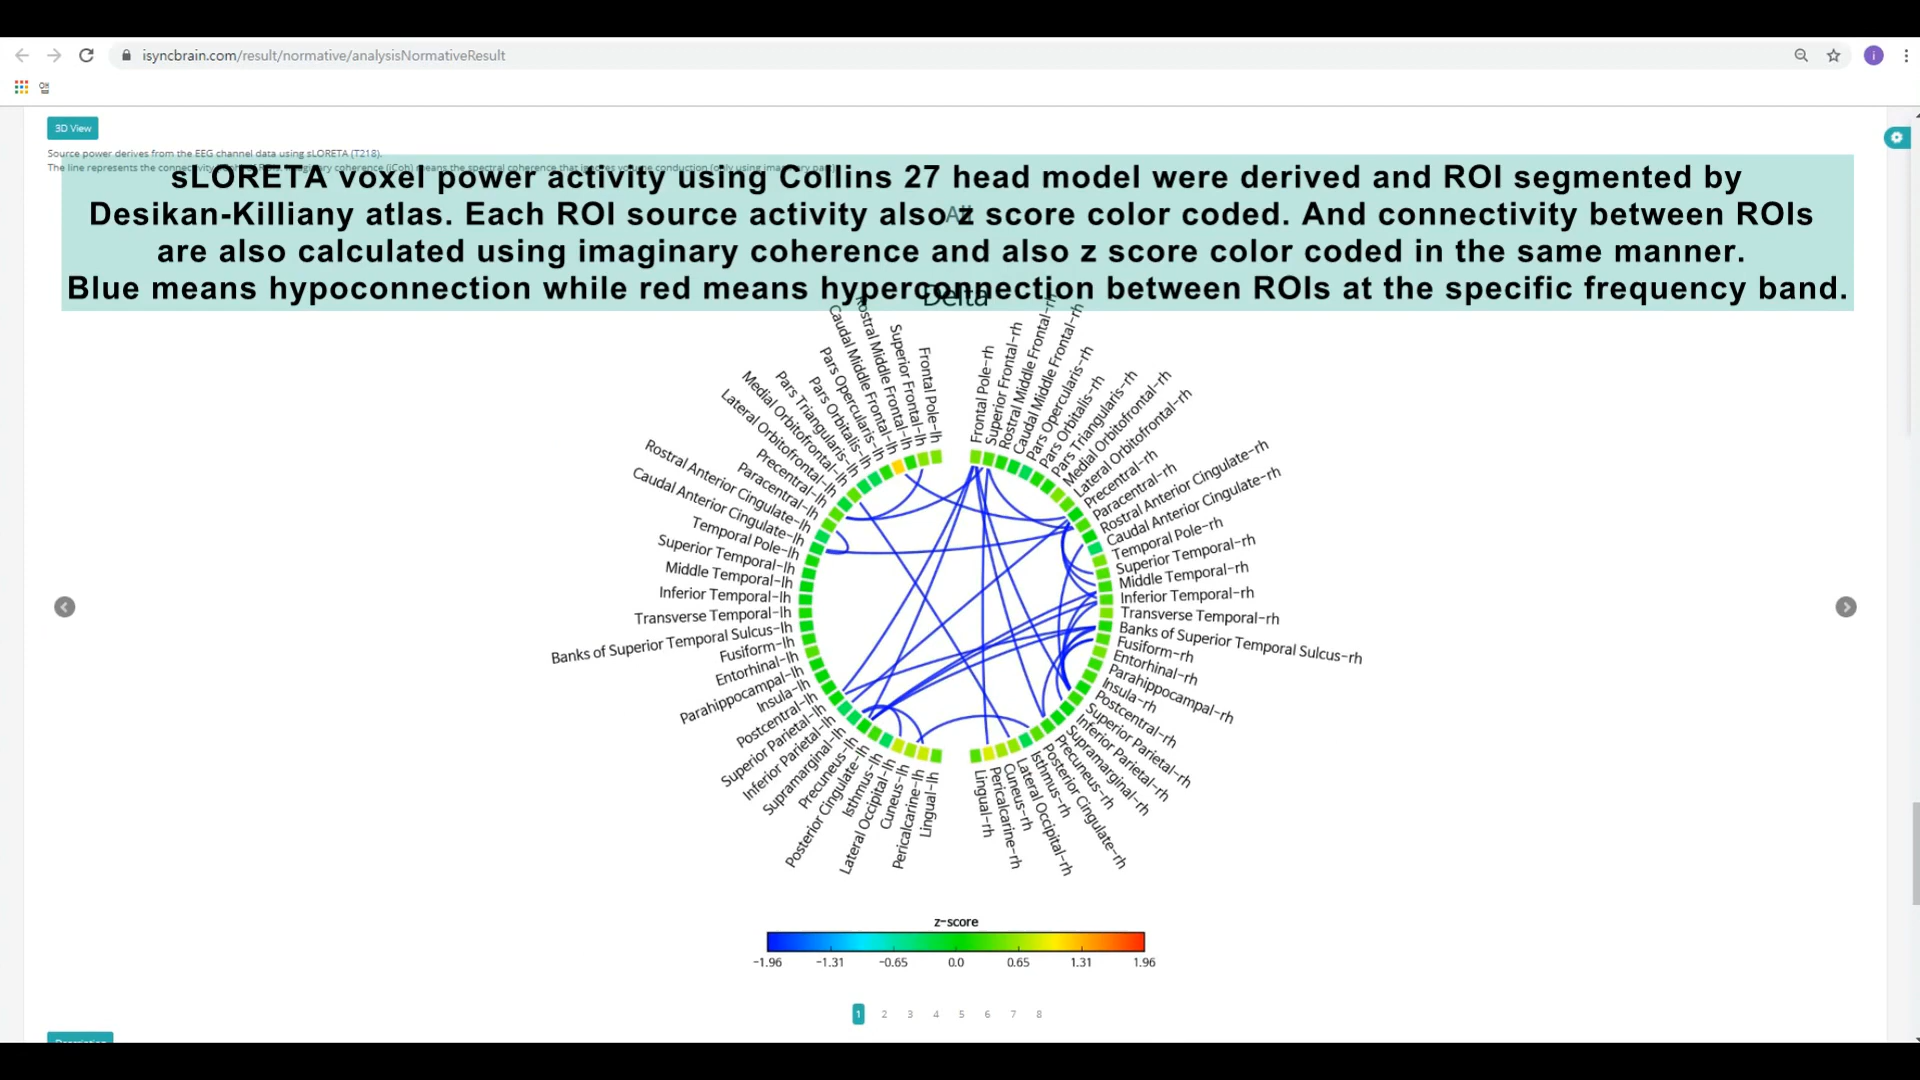 isyncbrain.com/result/normative/analysisNormativeResult
i
3D View
Source power derives from the EEG channel data using sLORETA (T218).
sLORETA voxel power activity using Collins 27 head model were derived and ROI segmented by
Desikan-Killiany atlas. Each ROI source activity also z score color coded. And connectivity between ROIs
are also calculated using imaginary coherence and also z score color coded in the same manner.
Blue means hypoconnection while red means hyperconnection between ROIs at the specific frequency band.
All
Delta
Frontal Pole-lh
Superior Frontal-lh
Rostral Middle Frontal-lh
Caudal Middle Frontal-lh
Pars Opercularis-lh
Pars Orbitalis-lh
Pars Triangularis-lh
Medial Orbitofrontal-lh
Lateral Orbitofrontal-lh
Precentral-lh
Paracentral-lh
Rostral Anterior Cingulate-lh
Caudal Anterior Cingulate-lh
Temporal Pole-lh
Superior Temporal-lh
Middle Temporal-lh
Inferior Temporal-lh
Transverse Temporal-lh
Banks of Superior Temporal Sulcus-lh
Fusiform-lh
Entorhinal-lh
Parahippocampal-lh
Insula-lh
Postcentral-lh
Superior Parietal-lh
Inferior Parietal-lh
Supramarginal-lh
Precuneus-lh
Posterior Cingulate-lh
Isthmus-lh
Lateral Occipital-lh
Cuneus-lh
Pericalcarine-lh
Lingual-lh
Frontal Pole-rh
Superior Frontal-rh
Rostral Middle Frontal-rh
Caudal Middle Frontal-rh
Pars Opercularis-rh
Pars Orbitalis-rh
Pars Triangularis-rh
Medial Orbitofrontal-rh
Lateral Orbitofrontal-rh
Precentral-rh
Paracentral-rh
Rostral Anterior Cingulate-rh
Caudal Anterior Cingulate-rh
Temporal Pole-rh
Superior Temporal-rh
Middle Temporal-rh
Inferior Temporal-rh
Transverse Temporal-rh
Banks of Superior Temporal Sulcus-rh
Fusiform-rh
Entorhinal-rh
Parahippocampal-rh
Insula-rh
Postcentral-rh
Superior Parietal-rh
Inferior Parietal-rh
Supramarginal-rh
Precuneus-rh
Posterior Cingulate-rh
Isthmus-rh
Lateral Occipital-rh
Cuneus-rh
Pericalcarine-rh
Lingual-rh
z-score
-1.96 -1.31 -0.65 0.0 0.65 1.31 1.96
1 2 3 4 5 6 7 8